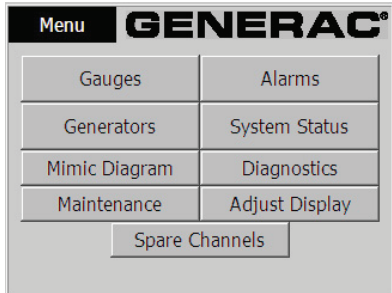 Menu GENERAC®
Gauges Alarms
Generators System Status
Mimic Diagram Diagnostics
Maintenance Adjust Display
Spare Channels